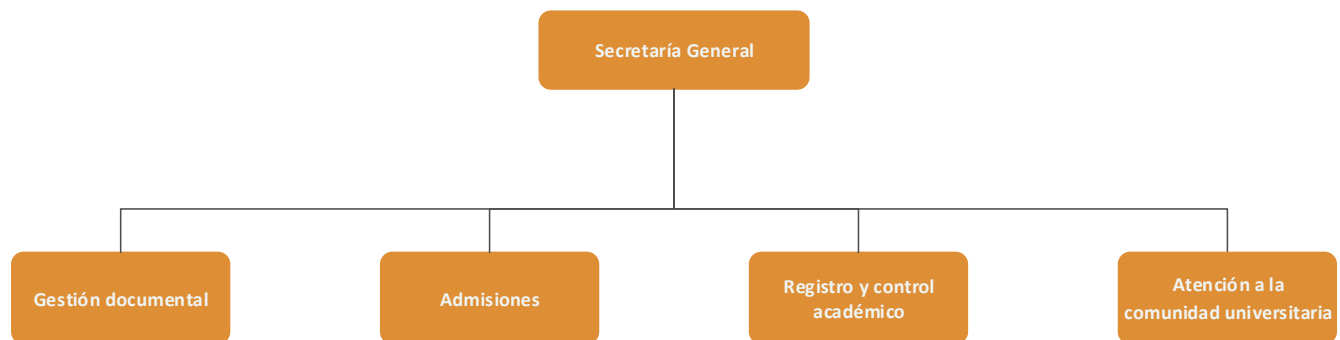 Secretaría General
Gestión documental
Admisiones
Registro y control
académico
Atención a la
comunidad universitaria